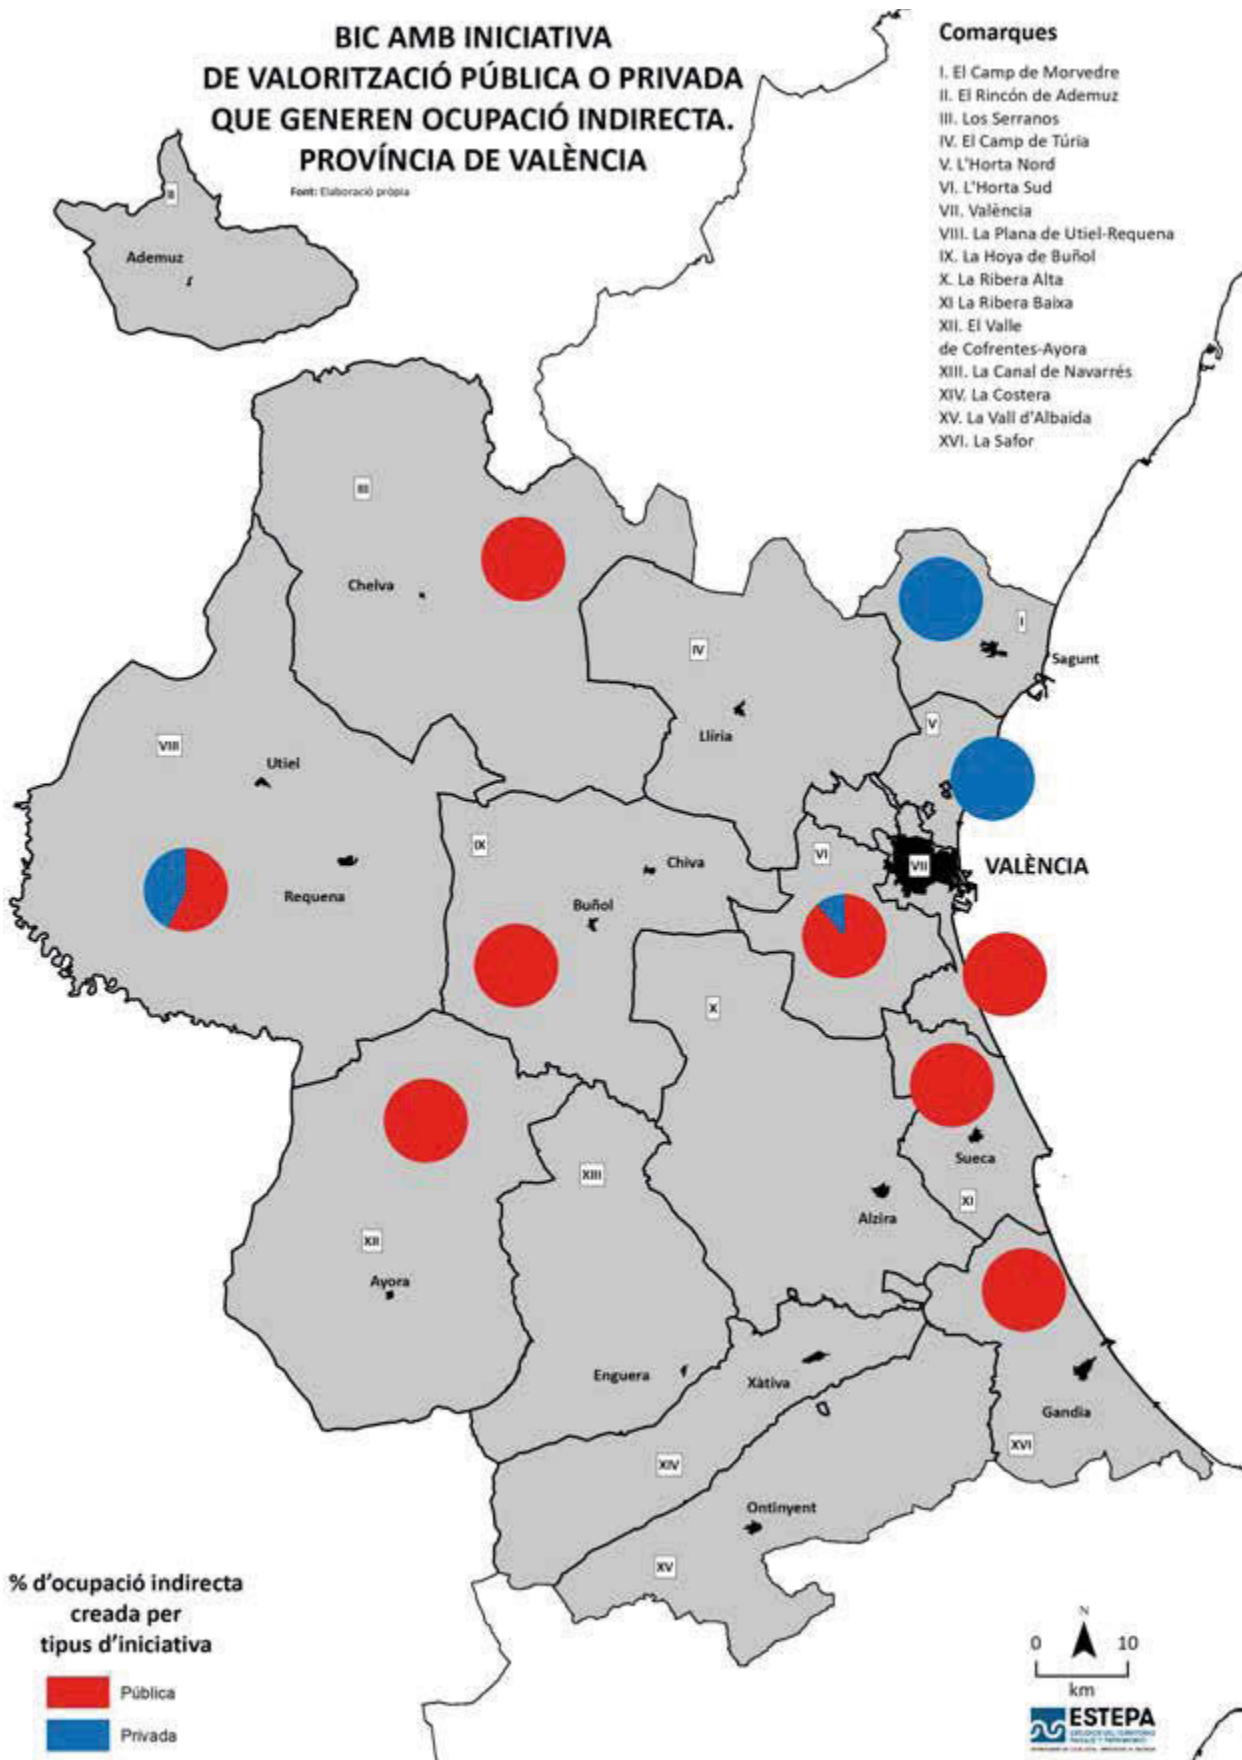 BIC AMB INICIATIVA
DE VALORITZACIÓ PÚBLICA O PRIVADA
QUE GENEREN OCUPACIÓ INDIRECTA.
PROVÍNCIA DE VALÈNCIA
Font: Elaboració pròpia
Comarques
I. El Camp de Morvedre
II. El Rincón de Ademuz
III. Los Serranos
IV. El Camp de Túria
V. L'Horta Nord
VI. L'Horta Sud
VII. València
VIII. La Plana de Utiel-Requena
IX. La Hoya de Buñol
X. La Ribera Alta
XI La Ribera Baixa
XII. El Valle
de Cofrentes-Ayora
XIII. La Canal de Navarrés
XIV. La Costera
XV. La Vall d'Albaida
XVI. La Safor
II
Ademuz
III
Chelva
I
Sagunt
IV
Llíria
V
VIII
Utiel
Requena
IX
Chiva
Buñol
VI
VII
VALÈNCIA
X
XIII
Sueca
XI
Alzira
XII
Ayora
Enguera
Xàtiva
Gandia
XVI
XIV
Ontinyent
XV
% d'ocupació indirecta
creada per
tipus d'iniciativa
Pública
Privada
N
0 10
km
ESTEPA